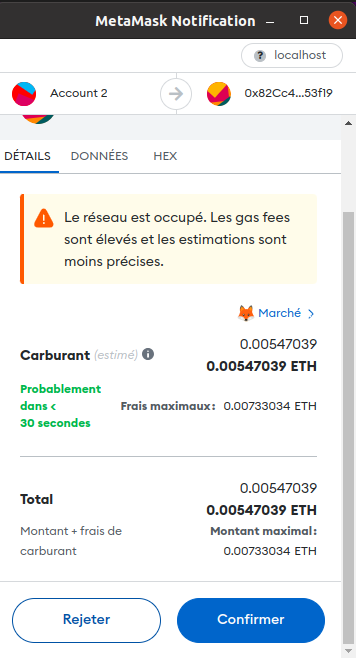 MetaMask Notification
localhost
Account 2
0x82Cc4...53f19
DÉTAILS DONNÉES HEX
Le réseau est occupé. Les gas fees
sont élevés et les estimations sont
moins précises.
Marché
0.00547039
Carburant (estimé) 0.00547039 ETH
Probablement
dans <
30 secondes
Frais maximaux: 0.00733034 ETH
0.00547039
Total 0.00547039 ETH
Montant + frais de
carburant
Montant maximal:
0.00733034 ETH
Rejeter Confirmer